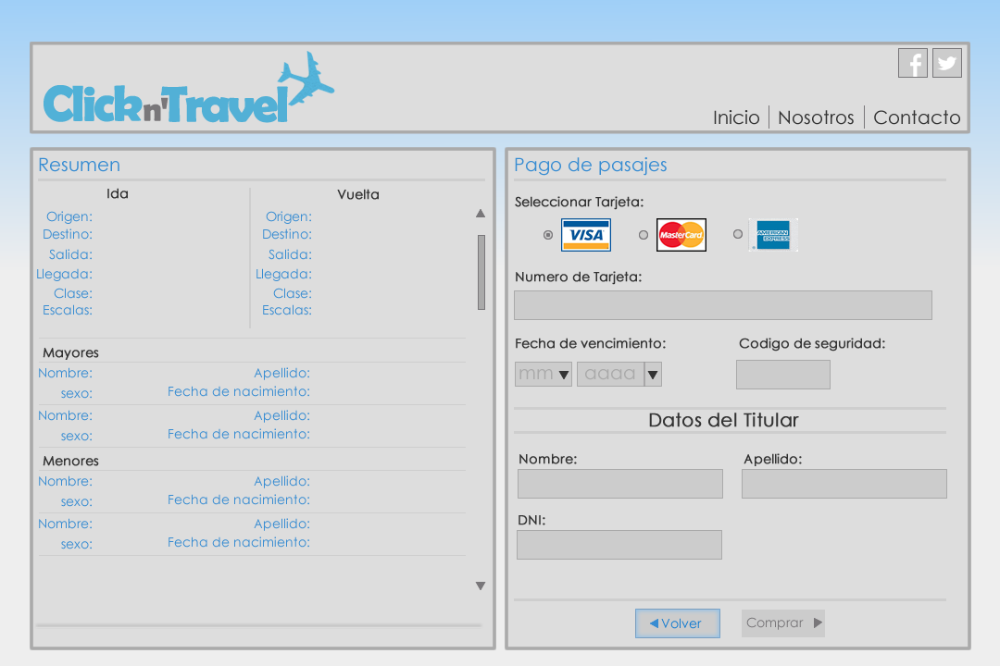 Click n' Travel
Inicio Nosotros Contacto
Resumen
Ida Vuelta
Origen: Origen:
Destino: Destino:
Salida: Salida:
Llegada: Llegada:
Clase: Clase:
Escalas: Escalas:
Mayores
Nombre: Apellido:
sexo: Fecha de nacimiento:
Nombre: Apellido:
sexo: Fecha de nacimiento:
Menores
Nombre: Apellido:
sexo: Fecha de nacimiento:
Nombre: Apellido:
sexo: Fecha de nacimiento:
Pago de pasajes
Seleccionar Tarjeta:
VISA MasterCard AMERICAN EXPRESS
Numero de Tarjeta:
Fecha de vencimiento: Codigo de seguridad:
mm aaaa
Datos del Titular
Nombre: Apellido:
DNI:
Volver Comprar